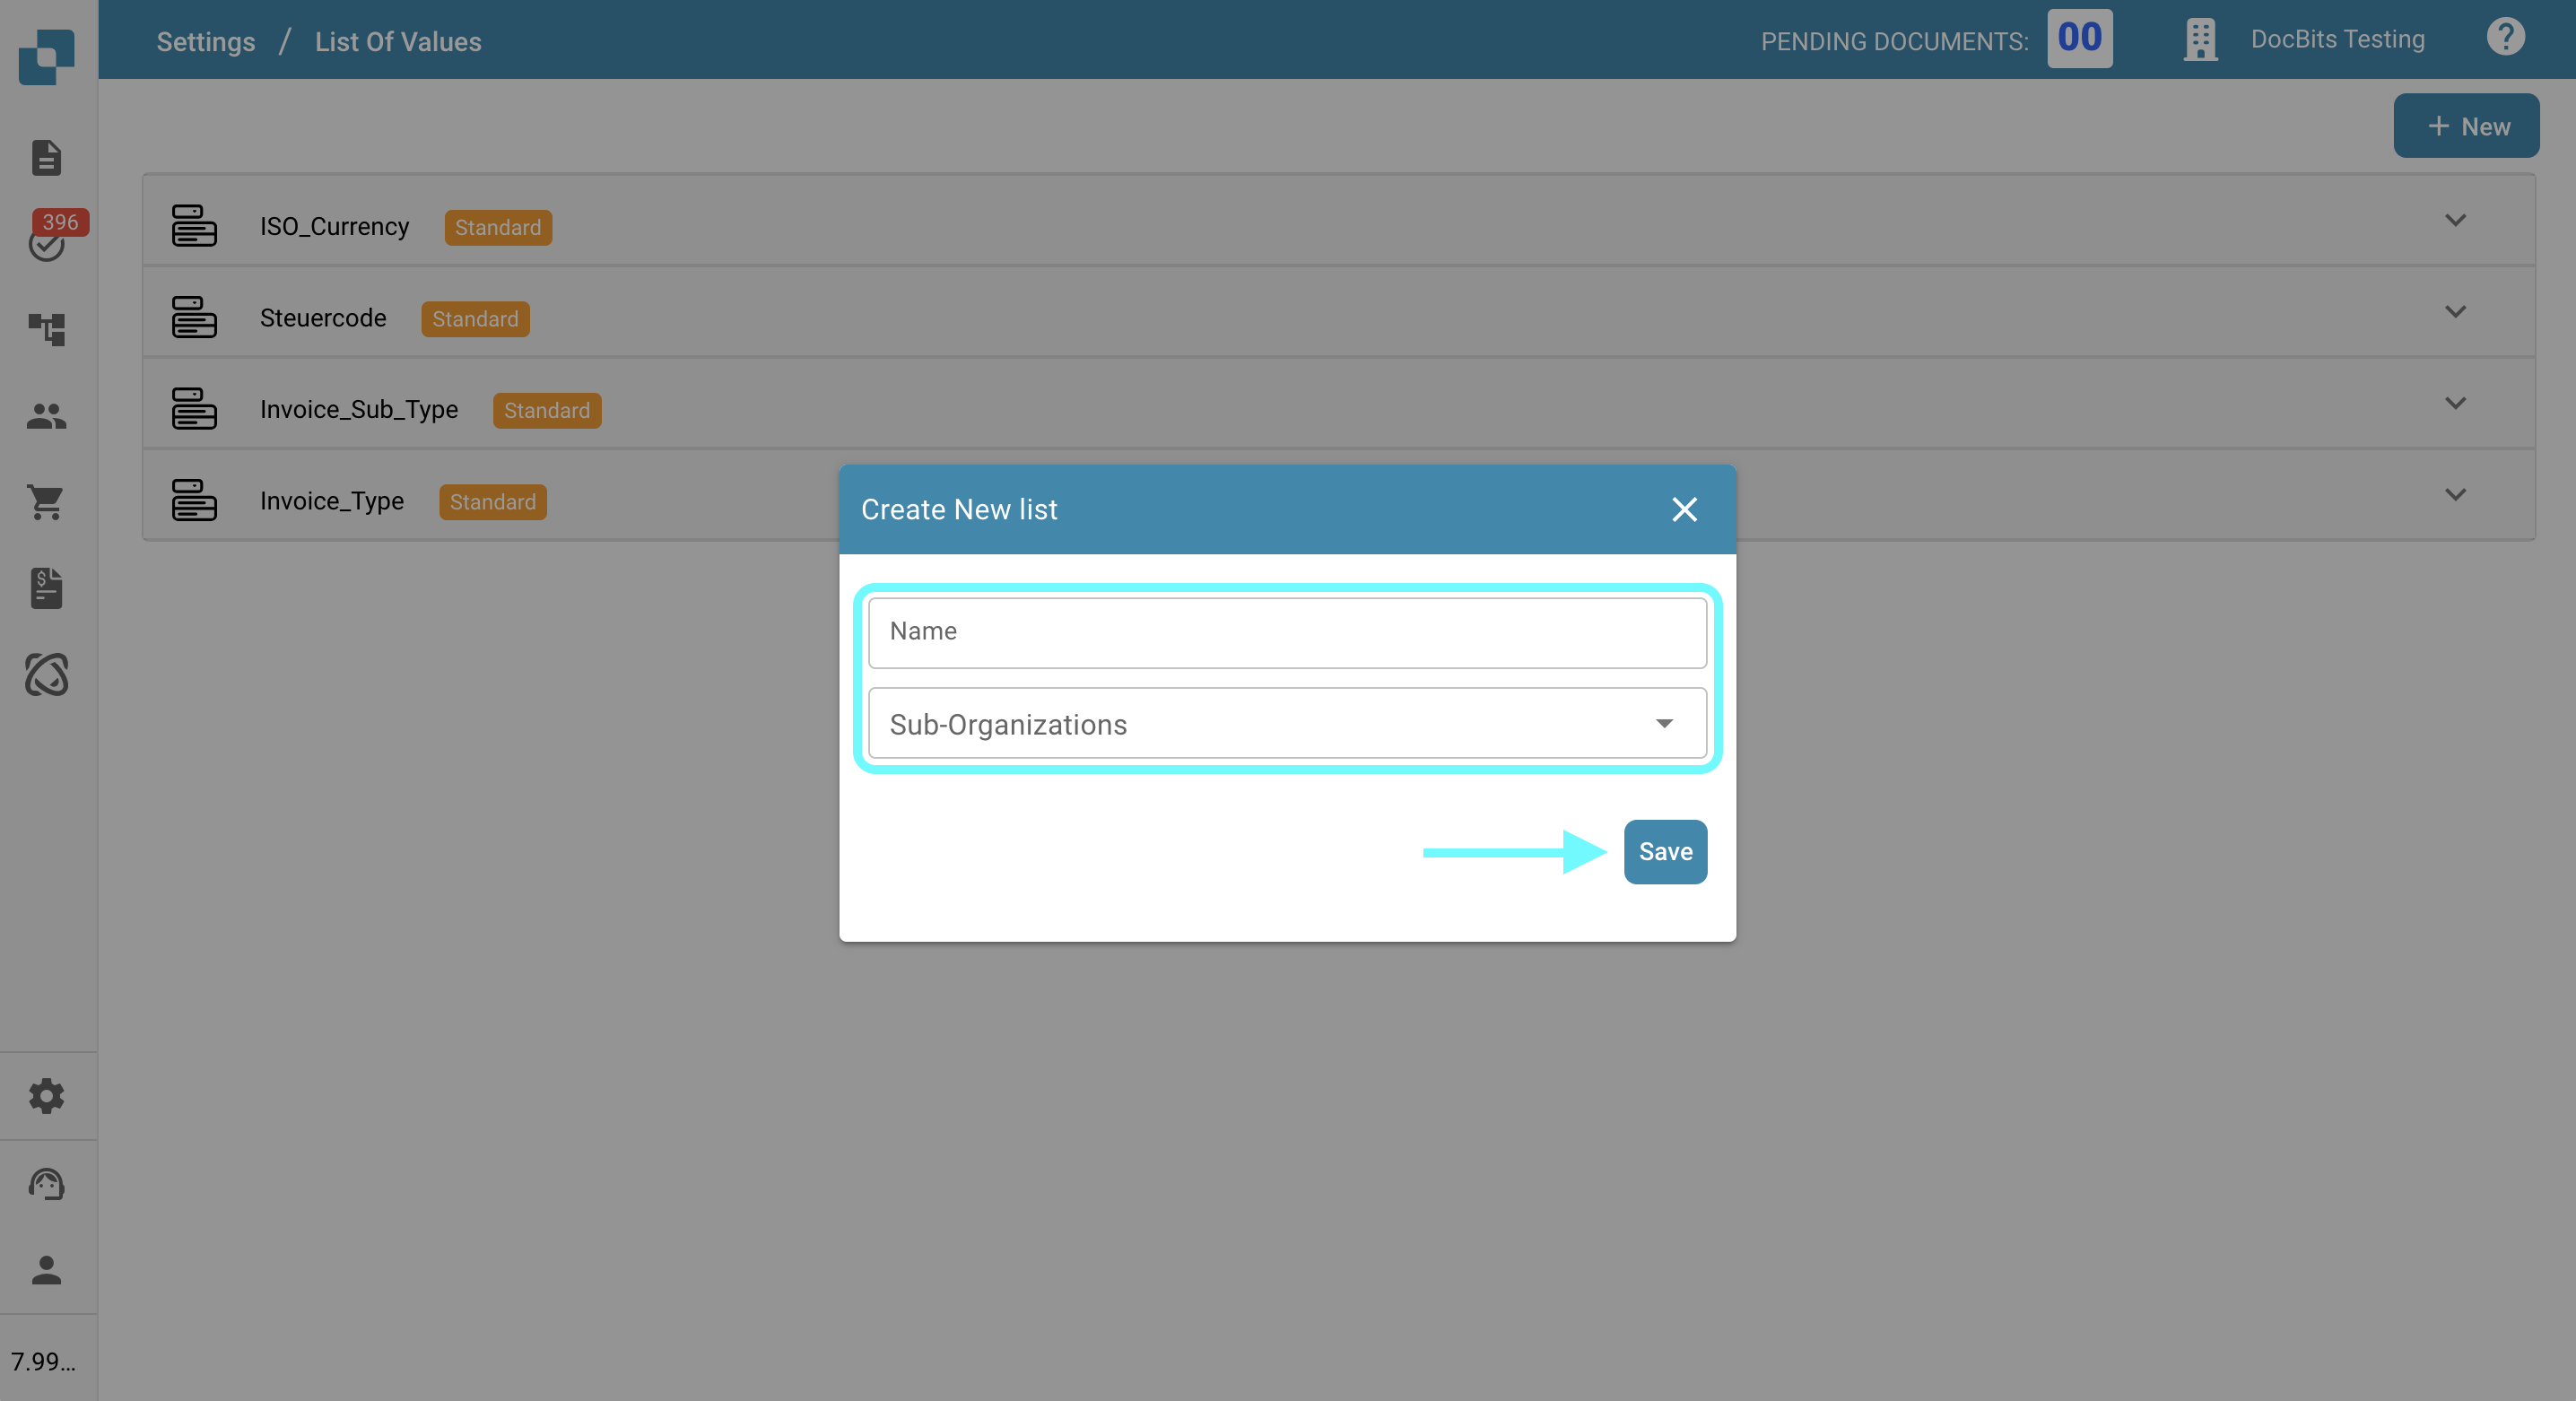 Settings / List Of Values
PENDING DOCUMENTS: 00
DocBits Testing
?
+ New
396
ISO_Currency Standard
Steuercode Standard
Invoice_Sub_Type Standard
Invoice_Type Standard
Create New list
Name
Sub-Organizations
Save
7.99...